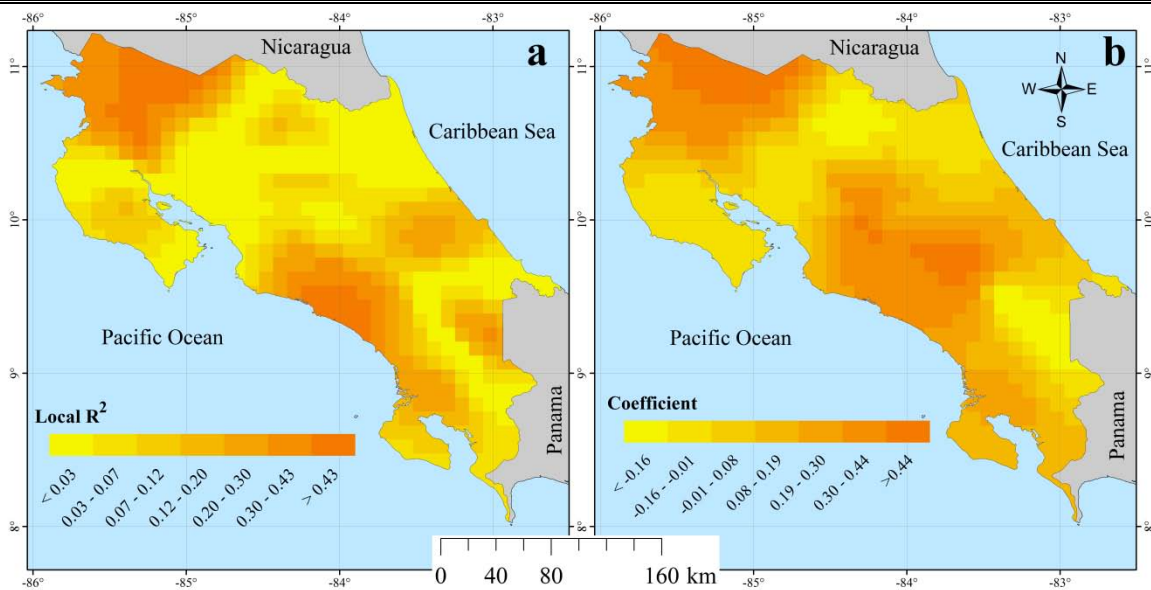 -86° -85° -84° -83° -86° -85° -84° -83°
Nicaragua a
11°
Caribbean Sea
10°
Pacific Ocean
9°
Local R²
< 0.03 0.03 - 0.07 0.07 - 0.12 0.12 - 0.20 0.20 - 0.30 0.30 - 0.43 > 0.43
Panama
8°
-86° -85° -84° -83°
Nicaragua b
N
W E
S
11°
Caribbean Sea
10°
Pacific Ocean
9°
Coefficient
< -0.16 -0.16 - -0.01 -0.01 - 0.08 0.08 - 0.19 0.19 - 0.30 0.30 - 0.44 >0.44
Panama
8°
-86° -85° -84° -83°
0 40 80 160 km